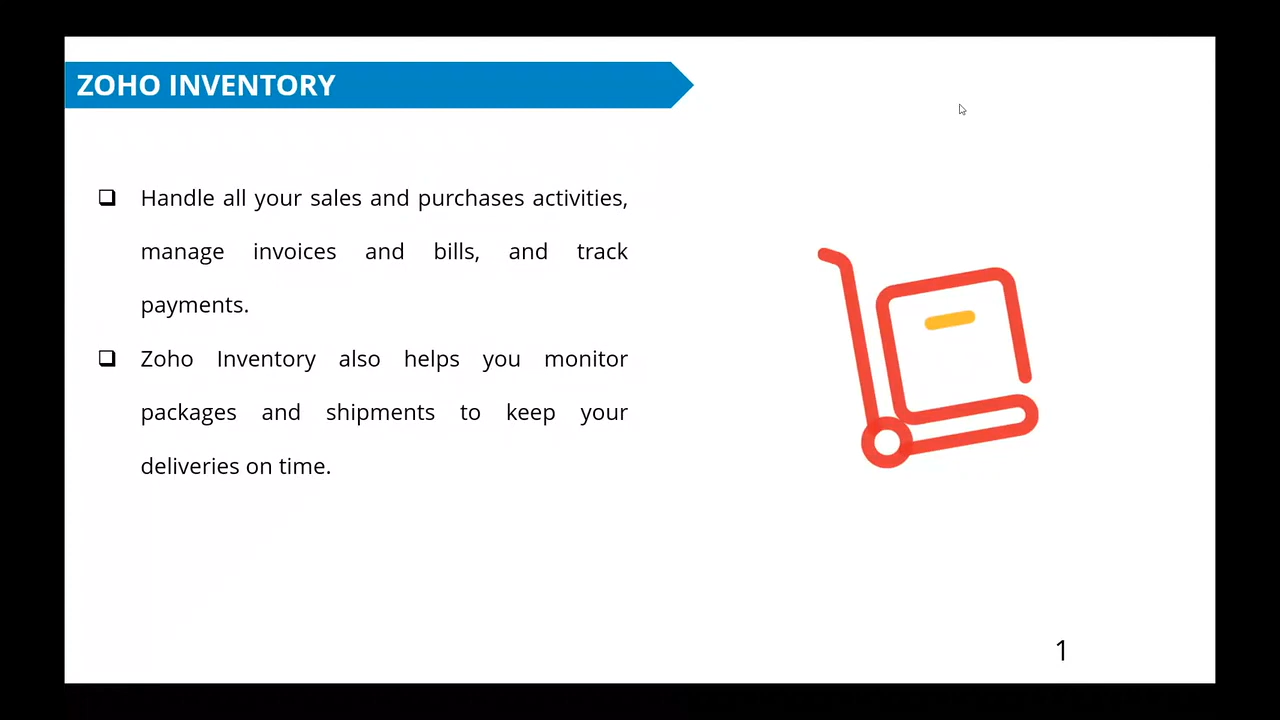 ZOHO INVENTORY
❑ Handle all your sales and purchases activities,
manage invoices and bills, and track
payments.
❑ Zoho Inventory also helps you monitor
packages and shipments to keep your
deliveries on time.
1